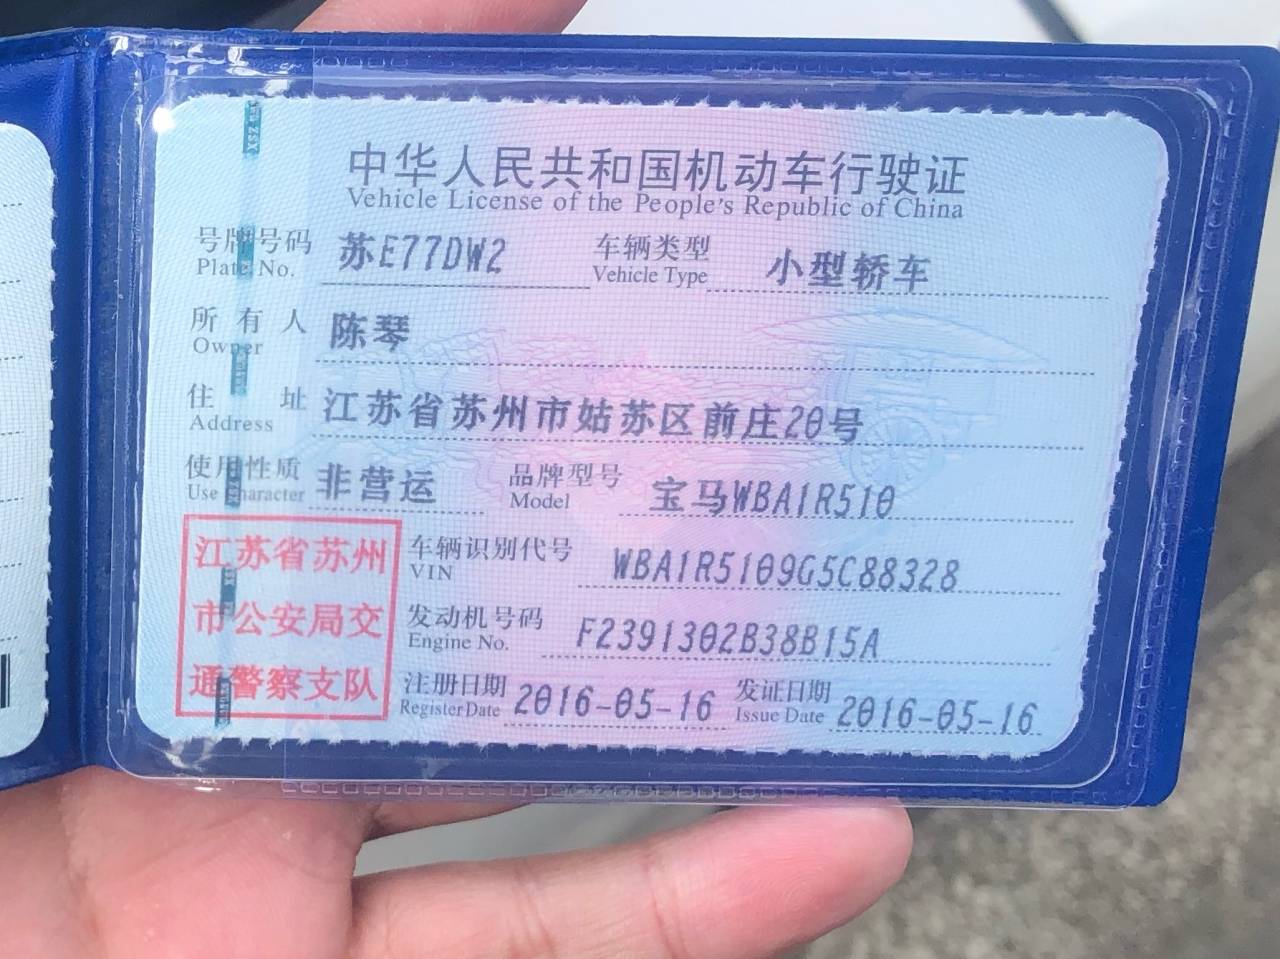 中华人民共和国机动车行驶证
Vehicle License of the People's Republic of China
号牌号码 苏E77DW2 车辆类型 小型轿车
Plate No. Vehicle Type
所有人 陈琴
Owner
住址 江苏省苏州市姑苏区前庄20号
Address
使用性质 非营运 品牌型号 宝马WBA1R510
Use Character Model
江苏省苏州
市公安局交
通警察支队
车辆识别代号 WBA1R5109G5C88328
VIN
发动机号码 F2391302B38B15A
Engine No.
注册日期 2016-05-16 发证日期 2016-05-16
Register Date Issue Date